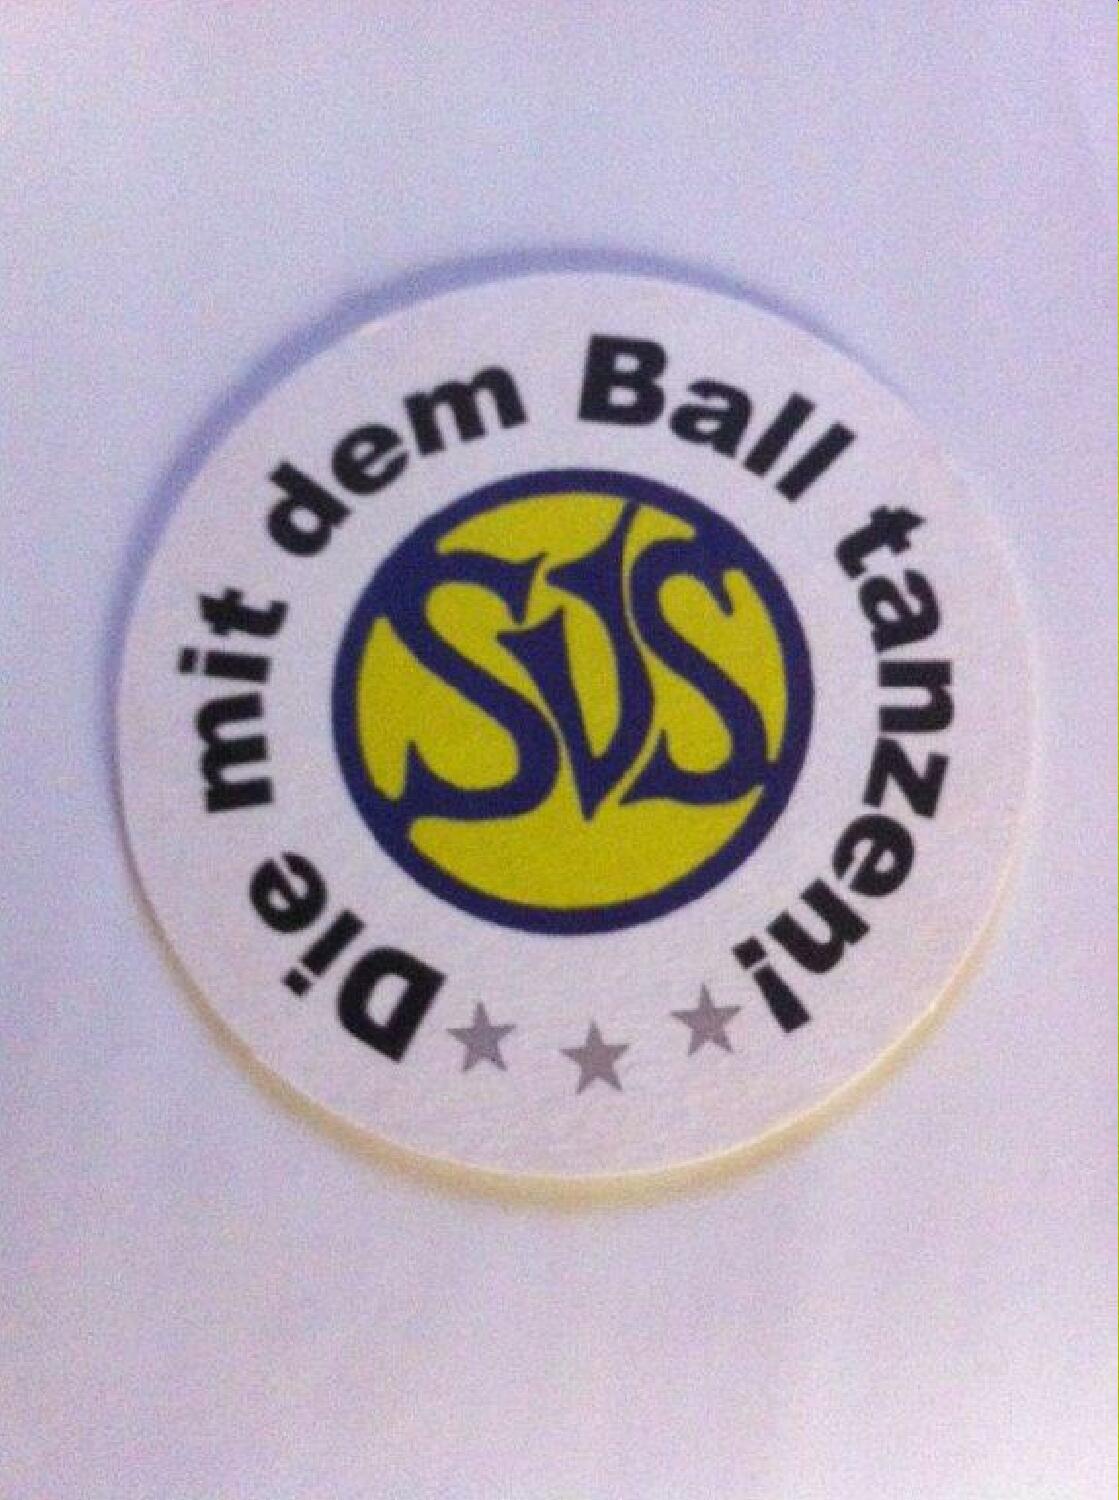 Die mit dem Ball tanzen!
SVS